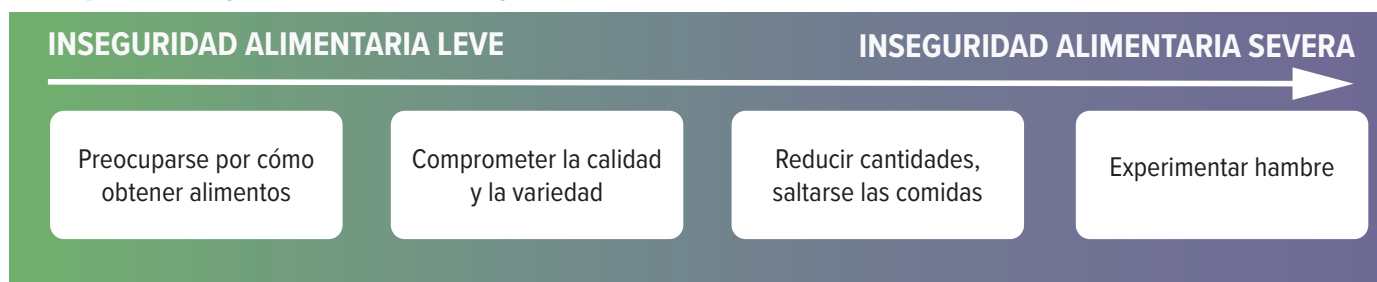 INSEGURIDAD ALIMENTARIA LEVE
INSEGURIDAD ALIMENTARIA SEVERA
Preocuparse por cómo
obtener alimentos
Comprometer la calidad
y la variedad
Reducir cantidades,
saltarse las comidas
Experimentar hambre